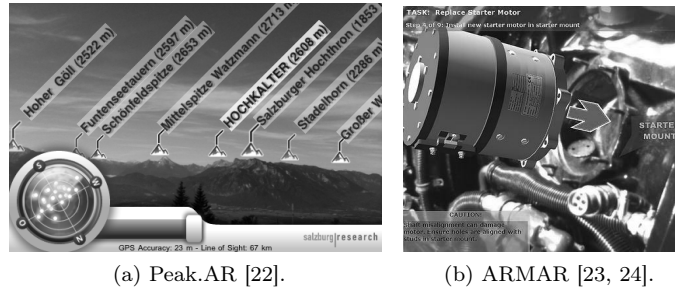 Hoher Göll (2522 m)
Funtenseetauern (2597 m)
Schönfeldspitze (2653 m)
Mittelspitze Watzmann (2713 m
HOCHKALTER (2608 m)
Salzburger Hochthron (1853
Stadelhorn (2286 m)
Großer W
S
N
O
N
GPS Accuracy: 23 m - Line of Sight: 67 km
salzburg|research
(a) Peak.AR [22].
TASK: Replace Starter Motor
Step 5 of 9: Install new starter motor in starter mount
STARTE
MOUNT
CAUTION:
Shaft misalignment can damage
motor. Ensure holes are aligned with
studs in starter mount.
(b) ARMAR [23, 24].